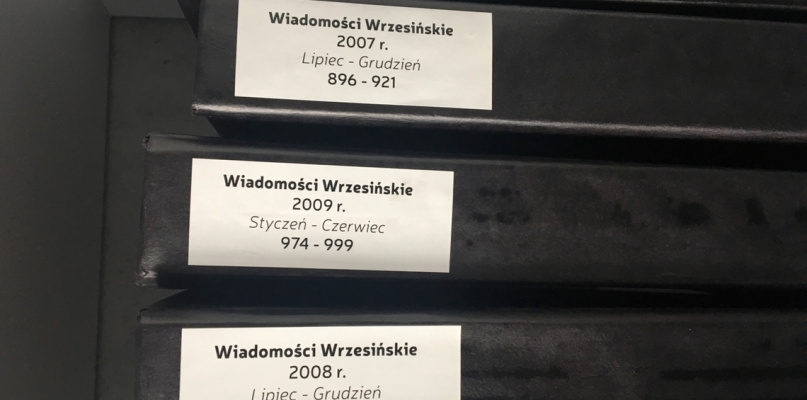 Wiadomości Wrzesińskie
2007 r.
Lipiec - Grudzień
896 - 921
Wiadomości Wrzesińskie
2009 r.
Styczeń - Czerwiec
974 - 999
Wiadomości Wrzesińskie
2008 r.
Lipiec - Grudzień